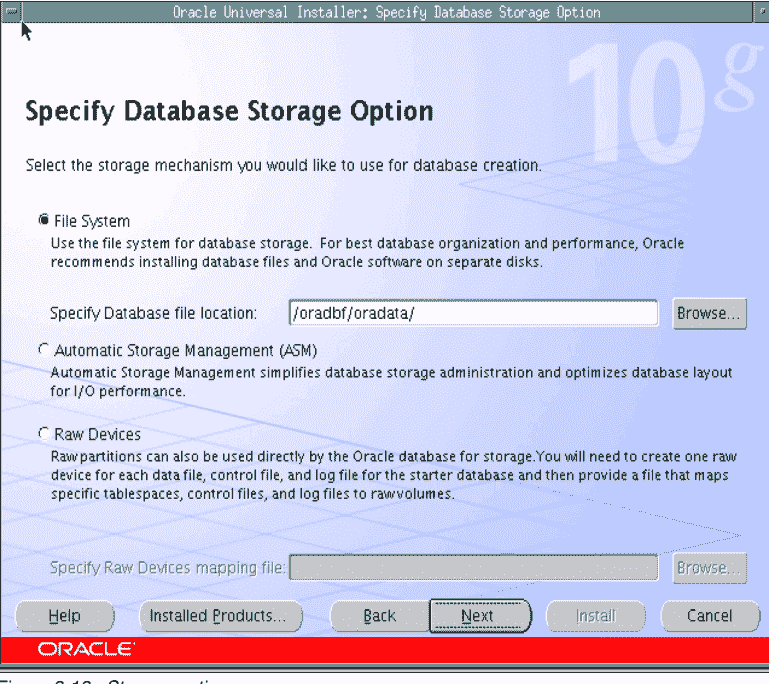 Oracle Universal Installer: Specify Database Storage Option
10g
Specify Database Storage Option
Select the storage mechanism you would like to use for database creation.
File System
Use the file system for database storage. For best database organization and performance, Oracle
recommends installing database files and Oracle software on separate disks.
Specify Database file location: /oradbf/oradata/ Browse...
Automatic Storage Management (ASM)
Automatic Storage Management simplifies database storage administration and optimizes database layout
for I/O performance.
Raw Devices
Raw partitions can also be used directly by the Oracle database for storage.You will need to create one raw
device for each data file, control file, and log file for the starter database and then provide a file that maps
specific tablespaces, control files, and log files to raw volumes.
Specify Raw Devices mapping file: Browse...
Help Installed Products... Back Next Install Cancel
ORACLE